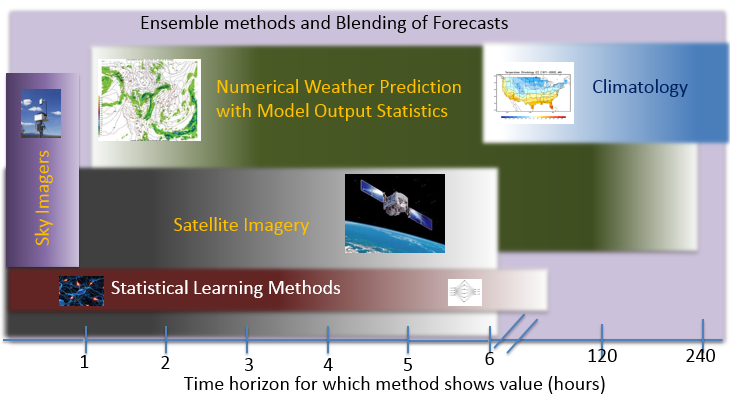 Ensemble methods and Blending of Forecasts
Numerical Weather Prediction
with Model Output Statistics
Climatology
Sky Imagers
Satellite Imagery
Statistical Learning Methods
1 2 3 4 5 6 120 240
Time horizon for which method shows value (hours)